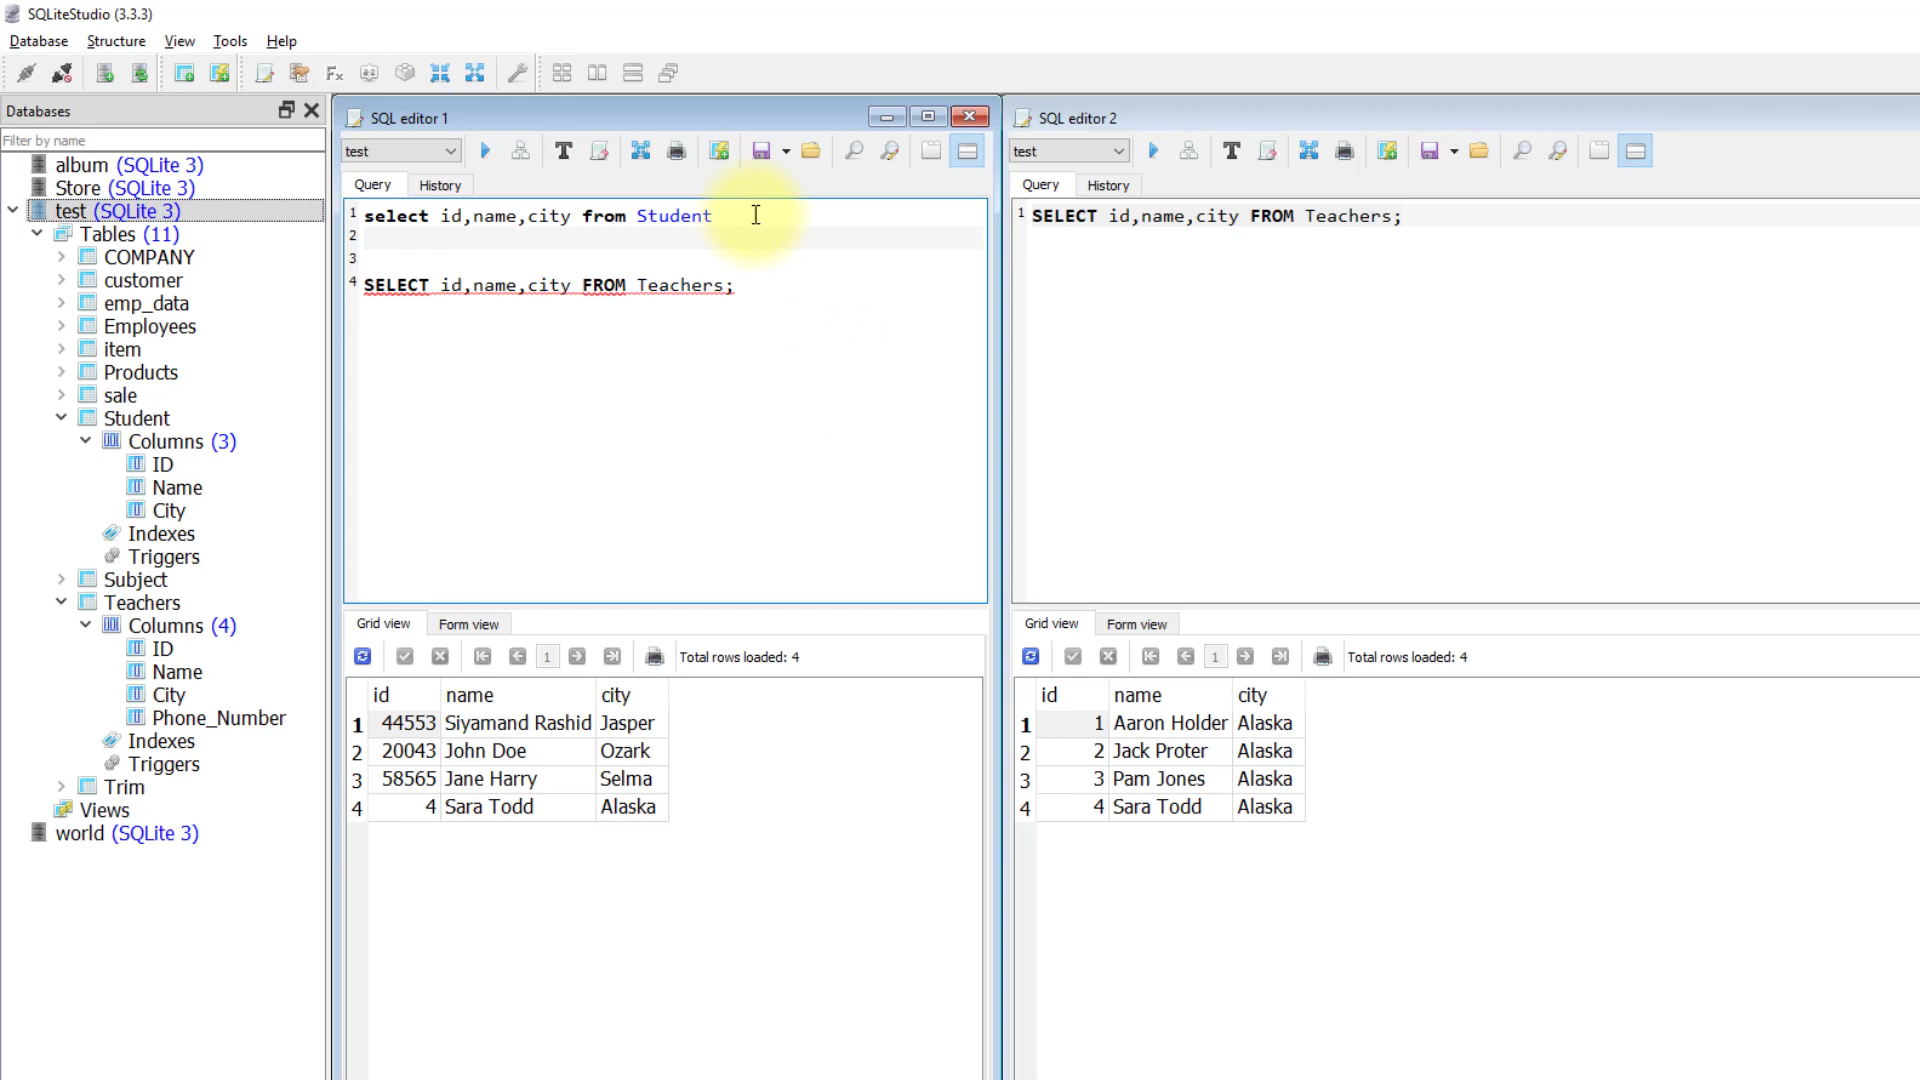 SQLiteStudio (3.3.3)
Database Structure View Tools Help
Databases
Filter by name
album (SQLite 3)
Store (SQLite 3)
test (SQLite 3)
Tables (11)
COMPANY
customer
emp_data
Employees
item
Products
sale
Student
Columns (3)
ID
Name
City
Indexes
Triggers
Subject
Teachers
Columns (4)
ID
Name
City
Phone_Number
Indexes
Triggers
Trim
Views
world (SQLite 3)
SQL editor 1
test
Query History
1 select id,name,city from Student
2
3
4 SELECT id,name,city FROM Teachers;
Grid view Form view
1 Total rows loaded: 4
id name city
1 44553 Siyamand Rashid Jasper
2 20043 John Doe Ozark
3 58565 Jane Harry Selma
4 4 Sara Todd Alaska
SQL editor 2
test
Query History
1 SELECT id,name,city FROM Teachers;
Grid view Form view
1 Total rows loaded: 4
id name city
1 1 Aaron Holder Alaska
2 2 Jack Proter Alaska
3 3 Pam Jones Alaska
4 4 Sara Todd Alaska